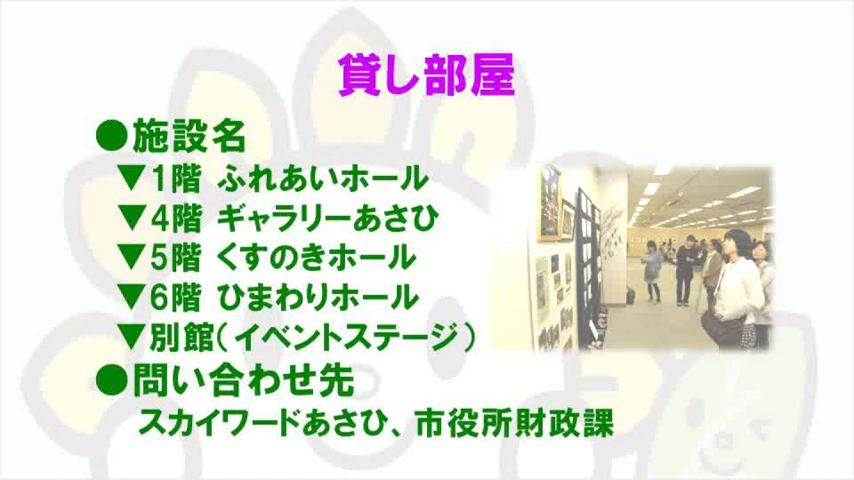 貸し部屋
●施設名
▼1階 ふれあいホール
▼4階 ギャラリーあさひ
▼5階 くすのきホール
▼6階 ひまわりホール
▼別館(イベントステージ)
●問い合わせ先
スカイワードあさひ、市役所財政課